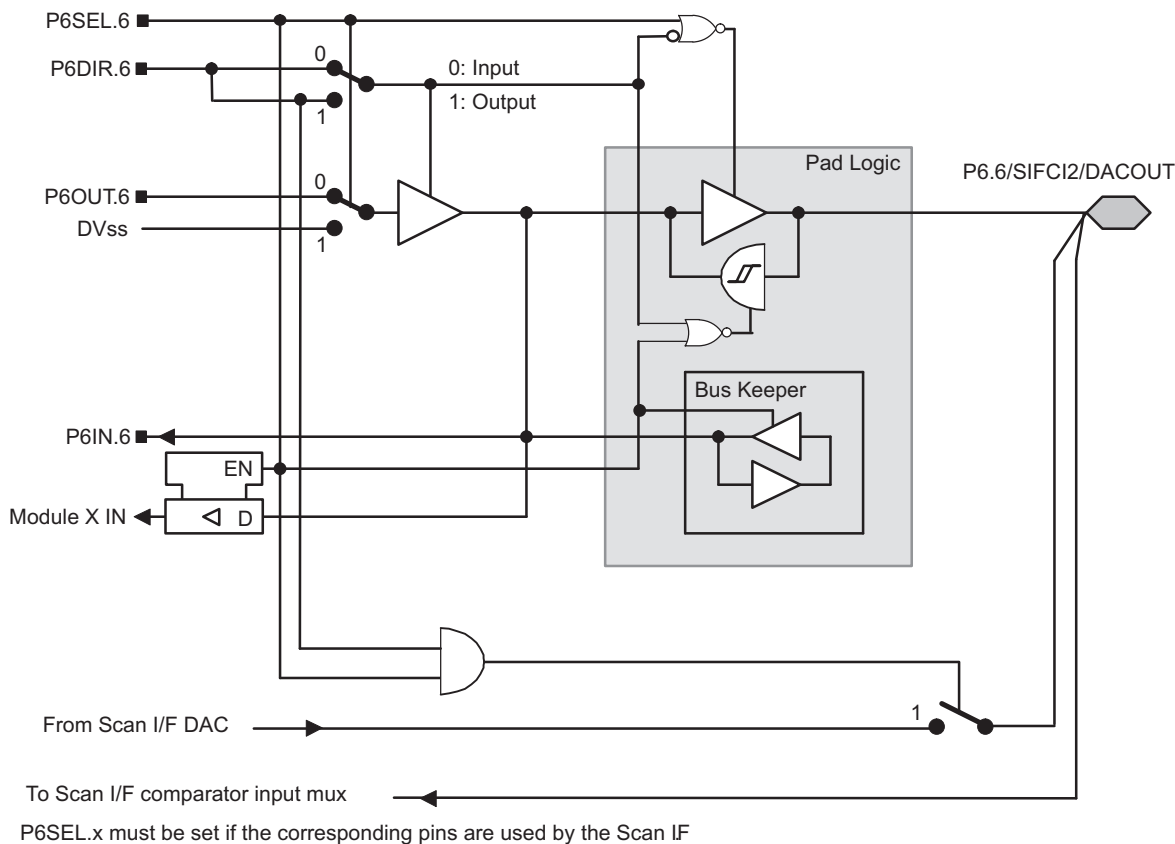 P6SEL.6
P6DIR.6
0
1
0: Input
1: Output
Pad Logic
P6.6/SIFCI2/DACOUT
P6OUT.6
0
DVss
1
Bus Keeper
P6IN.6
EN
Module X IN
D
From Scan I/F DAC
1
To Scan I/F comparator input mux
P6SEL.x must be set if the corresponding pins are used by the Scan I/F